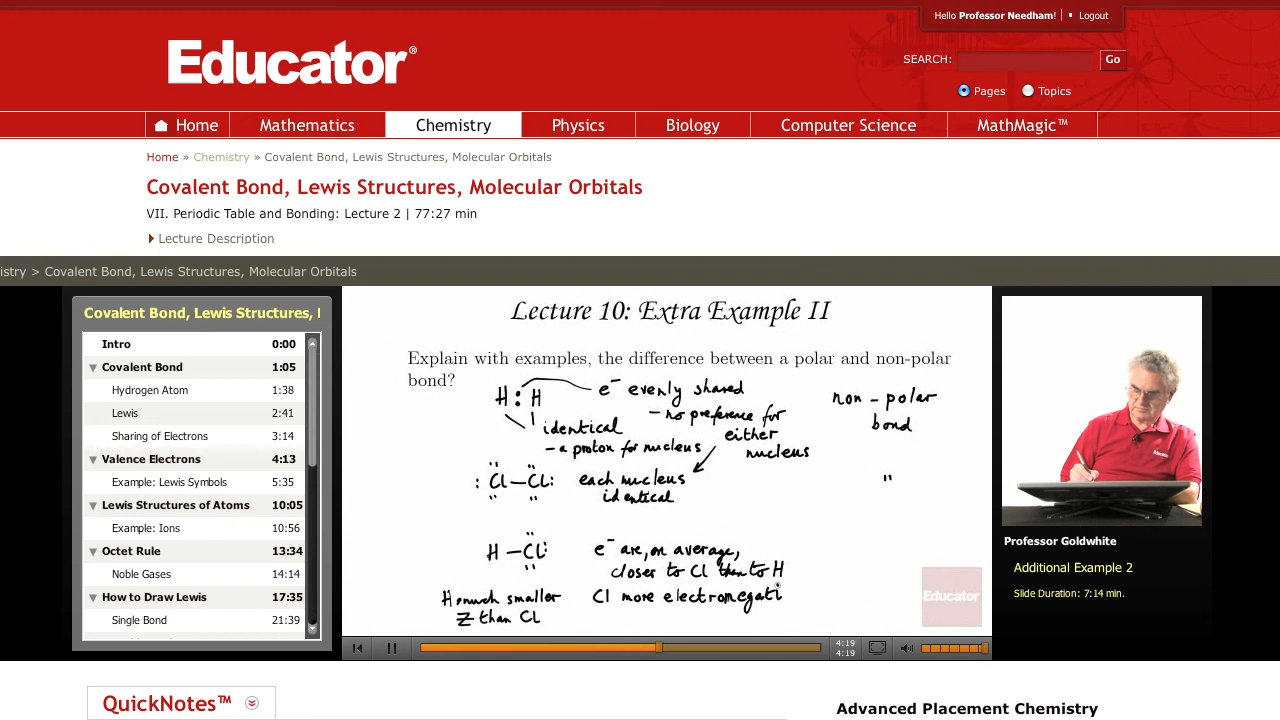 Hello Professor Needham! Logout
Educator®
SEARCH: Go
Pages Topics
Home Mathematics Chemistry Physics Biology Computer Science MathMagic™
Home » Chemistry » Covalent Bond, Lewis Structures, Molecular Orbitals
Covalent Bond, Lewis Structures, Molecular Orbitals
VII. Periodic Table and Bonding: Lecture 2 | 77:27 min
Lecture Description
istry > Covalent Bond, Lewis Structures, Molecular Orbitals
Covalent Bond, Lewis Structures, I
Intro 0:00
Covalent Bond 1:05
Hydrogen Atom 1:38
Lewis 2:41
Sharing of Electrons 3:14
Valence Electrons 4:13
Example: Lewis Symbols 5:35
Lewis Structures of Atoms 10:05
Example: Ions 10:56
Octet Rule 13:34
Noble Gases 14:14
How to Draw Lewis 17:35
Single Bond 21:39
Lecture 10: Extra Example II
Explain with examples, the difference between a polar and non-polar
bond?
H : H e⁻ evenly shared non-polar
- no preference for bond
identical either
- a proton for nucleus nucleus
:Cl—Cl: each nucleus "
identical
H—Cl: e⁻ are, on average,
closer to Cl than to H
H much smaller Cl more electronegati
Z than Cl
Educator
4:19
4:19
Educator
Professor Goldwhite
Additional Example 2
Slide Duration: 7:14 min.
QuickNotes™
Advanced Placement Chemistry